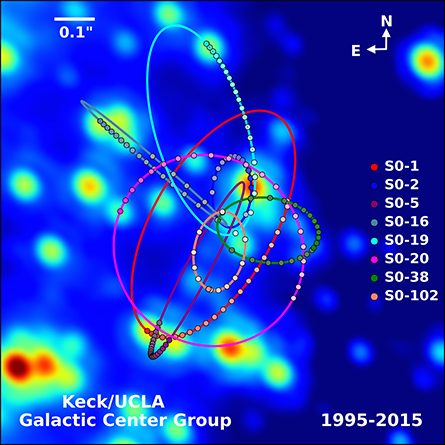 0.1"
N
E
S0-1
S0-2
S0-5
S0-16
S0-19
S0-20
S0-38
S0-102
Keck/UCLA
Galactic Center Group
1995-2015